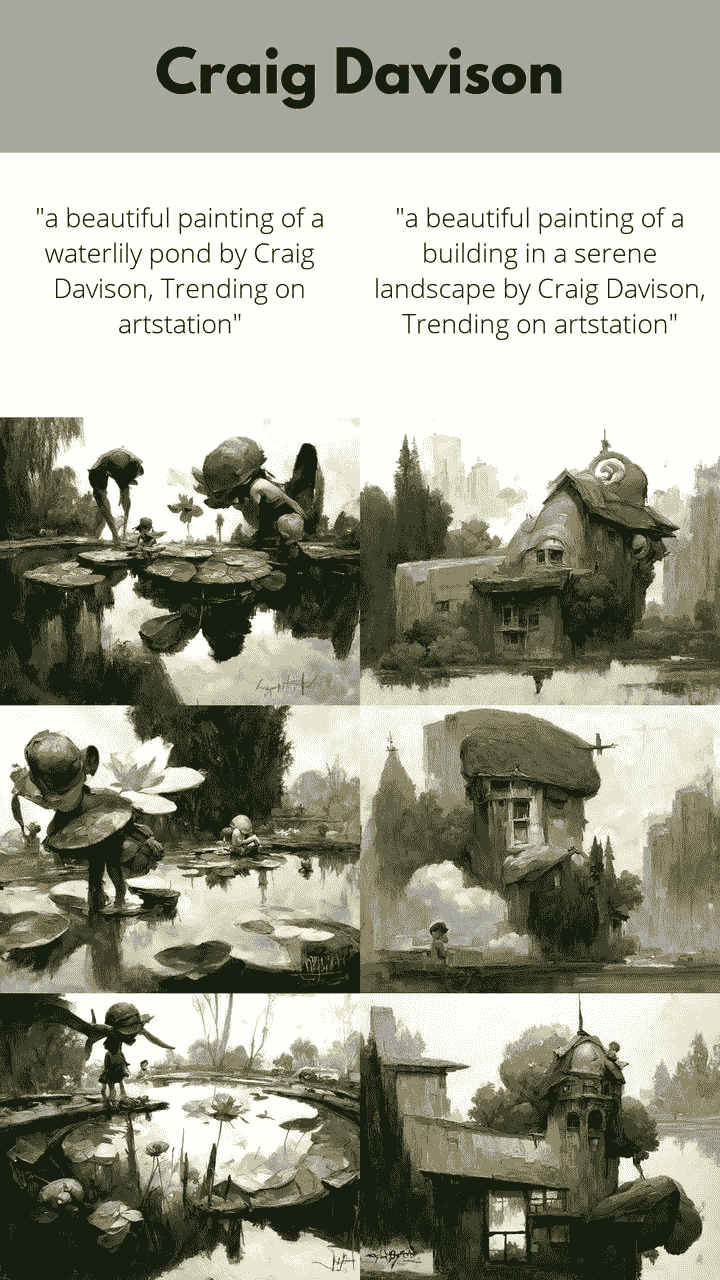 Craig Davison
"a beautiful painting of a
waterlily pond by Craig
Davison, Trending on
artstation"
"a beautiful painting of a
building in a serene
landscape by Craig Davison,
Trending on artstation"